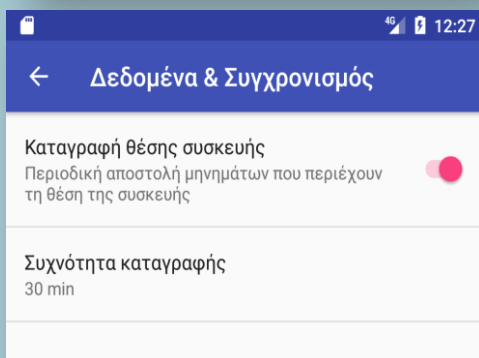 4G 12:27
Δεδομένα & Συγχρονισμός
Καταγραφή θέσης συσκευής
Περιοδική αποστολή μηνημάτων που περιέχουν
τη θέση της συσκευής
Συχνότητα καταγραφής
30 min